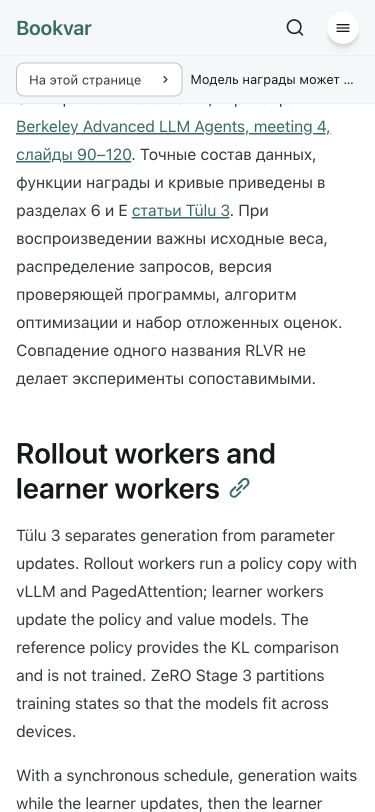 Bookvar
На этой странице
Модель награды может ...
Berkeley Advanced LLM Agents, meeting 4,
слайды 90–120. Точные состав данных,
функции награды и кривые приведены в
разделах 6 и E статьи Tülu 3. При
воспроизведении важны исходные веса,
распределение запросов, версия
проверяющей программы, алгоритм
оптимизации и набор отложенных оценок.
Совпадение одного названия RLVR не
делает эксперименты сопоставимыми.
Rollout workers and
learner workers
Tülu 3 separates generation from parameter
updates. Rollout workers run a policy copy with
vLLM and PagedAttention; learner workers
update the policy and value models. The
reference policy provides the KL comparison
and is not trained. ZeRO Stage 3 partitions
training states so that the models fit across
devices.
With a synchronous schedule, generation waits
while the learner updates, then the learner